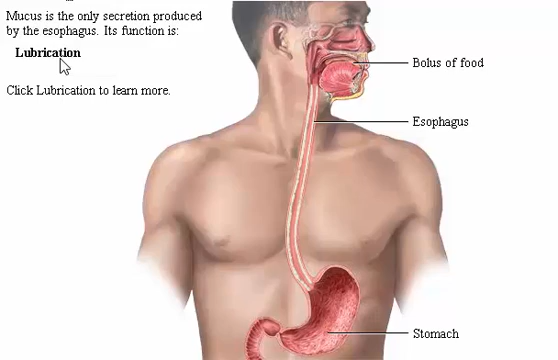 Mucus is the only secretion produced
by the esophagus. Its function is:
Lubrication
Click Lubrication to learn more.
Bolus of food
Esophagus
Stomach